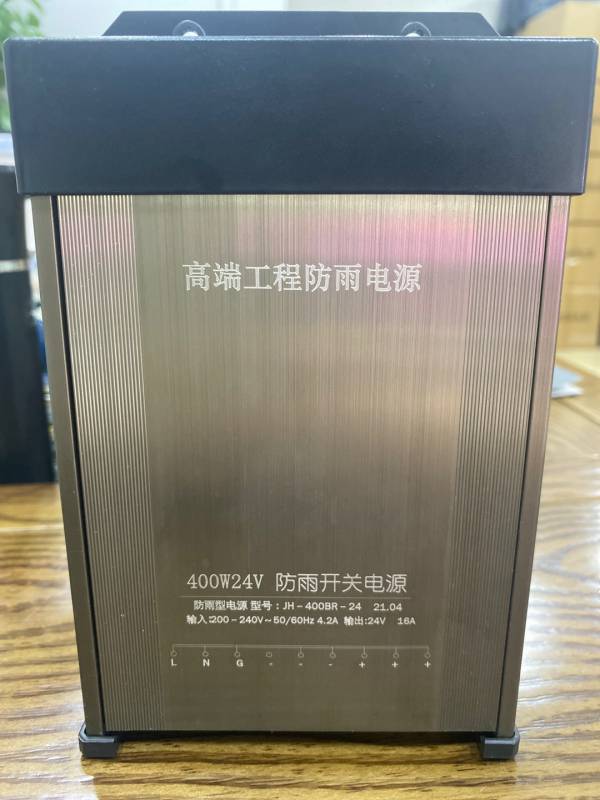 高端工程防雨电源
400W24V 防雨开关电源
防雨型电源 型号：JH-400BR-24 21.04
输入:200-240V~50/60Hz 4.2A 输出:24V 16A
L N G - - - + + +